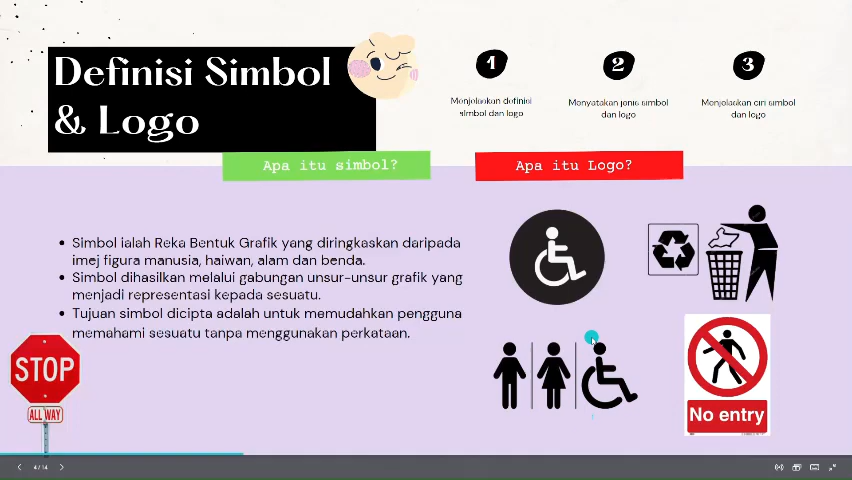 Definisi Simbol
& Logo
1
2
3
Menjelaskan definisi
simbol dan logo
Menyatakan jenis simbol
dan logo
Menjelaskan ciri simbol
dan logo
Apa itu simbol?
Apa itu Logo?
Simbol ialah Reka Bentuk Grafik yang diringkaskan daripada
imej figura manusia, haiwan, alam dan benda.
Simbol dihasilkan melalui gabungan unsur-unsur grafik yang
menjadi representasi kepada sesuatu.
Tujuan simbol dicipta adalah untuk memudahkan pengguna
memahami sesuatu tanpa menggunakan perkataan.
STOP
ALL WAY
No entry
4 / 14